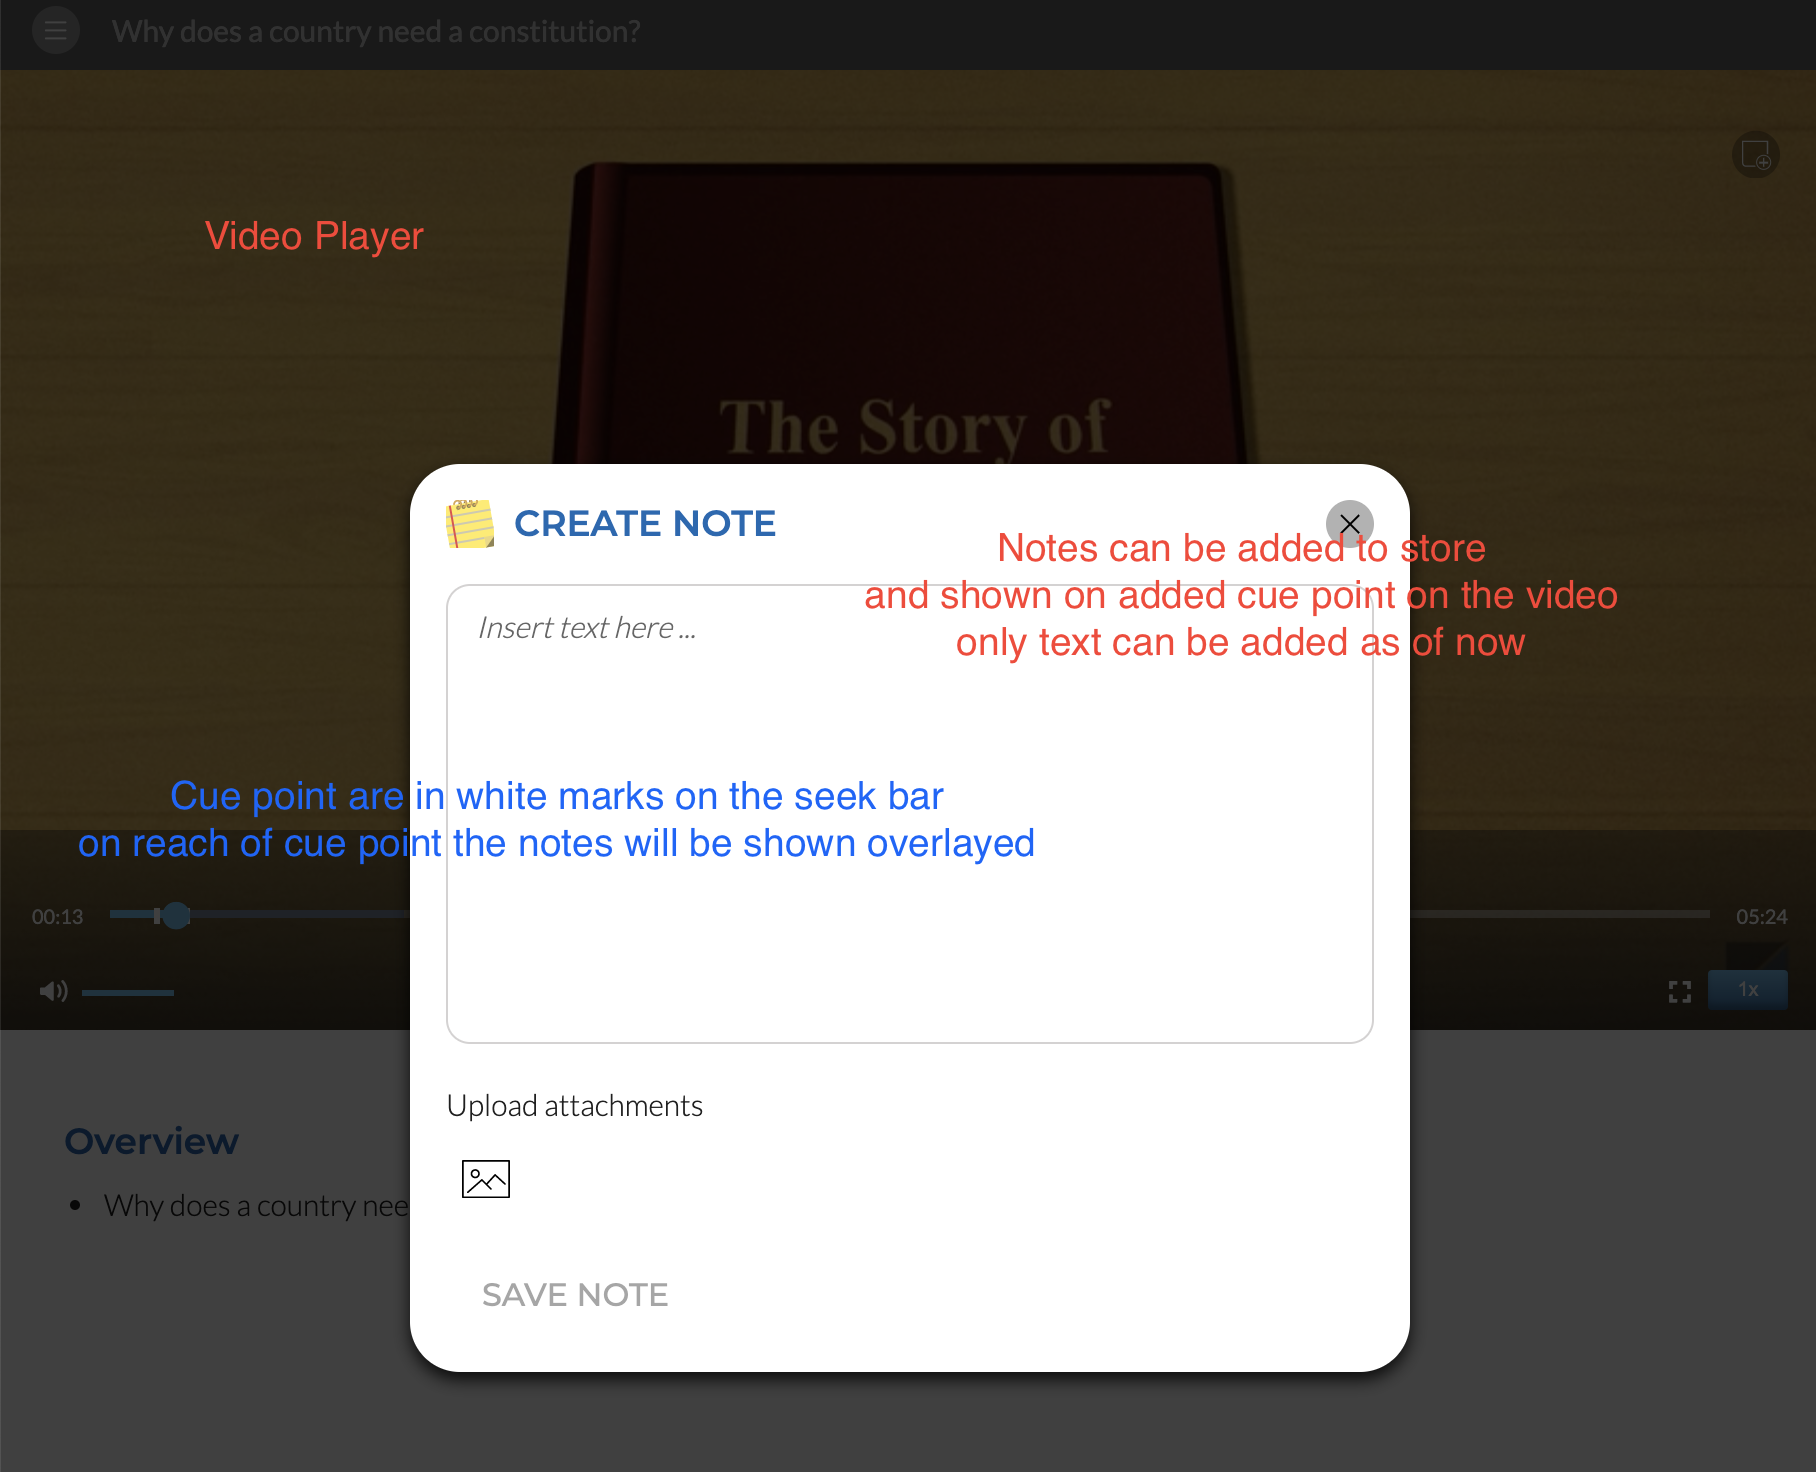 Why does a country need a constitution?
Video Player
The Story of
CREATE NOTE
Notes can be added to store
and shown on added cue point on the video
only text can be added as of now
Insert text here ...
Cue point are in white marks on the seek bar
on reach of cue point the notes will be shown overlayed
00:13
05:24
1x
Upload attachments
Overview
Why does a country nee
SAVE NOTE